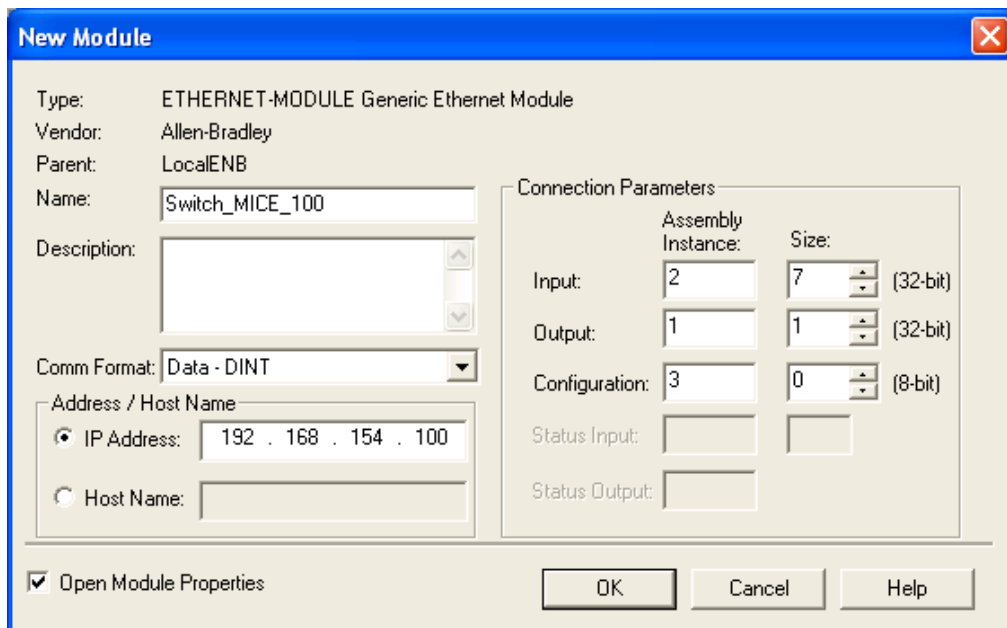 New Module
Type: ETHERNET-MODULE Generic Ethernet Module
Vendor: Allen-Bradley
Parent: LocalENB
Name: Switch_MICE_100
Description:
Comm Format: Data - DINT
Address / Host Name
IP Address: 192 . 168 . 154 . 100
Host Name:
Connection Parameters
Assembly
Instance: Size:
Input: 2 7 (32-bit)
Output: 1 1 (32-bit)
Configuration: 3 0 (8-bit)
Status Input:
Status Output:
Open Module Properties
OK Cancel Help